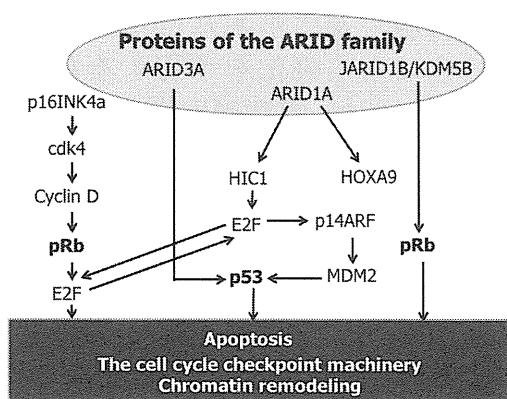 Proteins of the ARID family
ARID3A
JARID1B/KDM5B
ARID1A
p16INK4a
cdk4
Cyclin D
pRb
E2F
HIC1
HOXA9
E2F
p14ARF
p53
MDM2
pRb
Apoptosis
The cell cycle checkpoint machinery
Chromatin remodeling